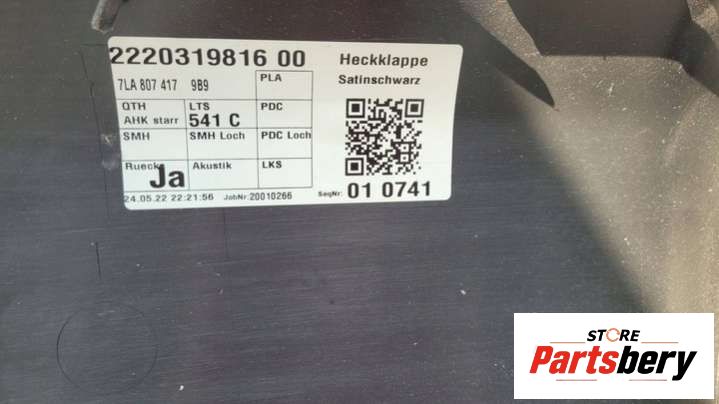 2220319816 00 Heckklappe
7LA 807 417 9B9 PLA Satinschwarz
QTH LTS PDC
AHK starr 541 C
SMH SMH Loch PDC Loch
Ruecks Akustik LKS
Ja
24.05.22 22:21:56 JobNr.20010266 SeqNr: 01 0741
STORE
Partsbery